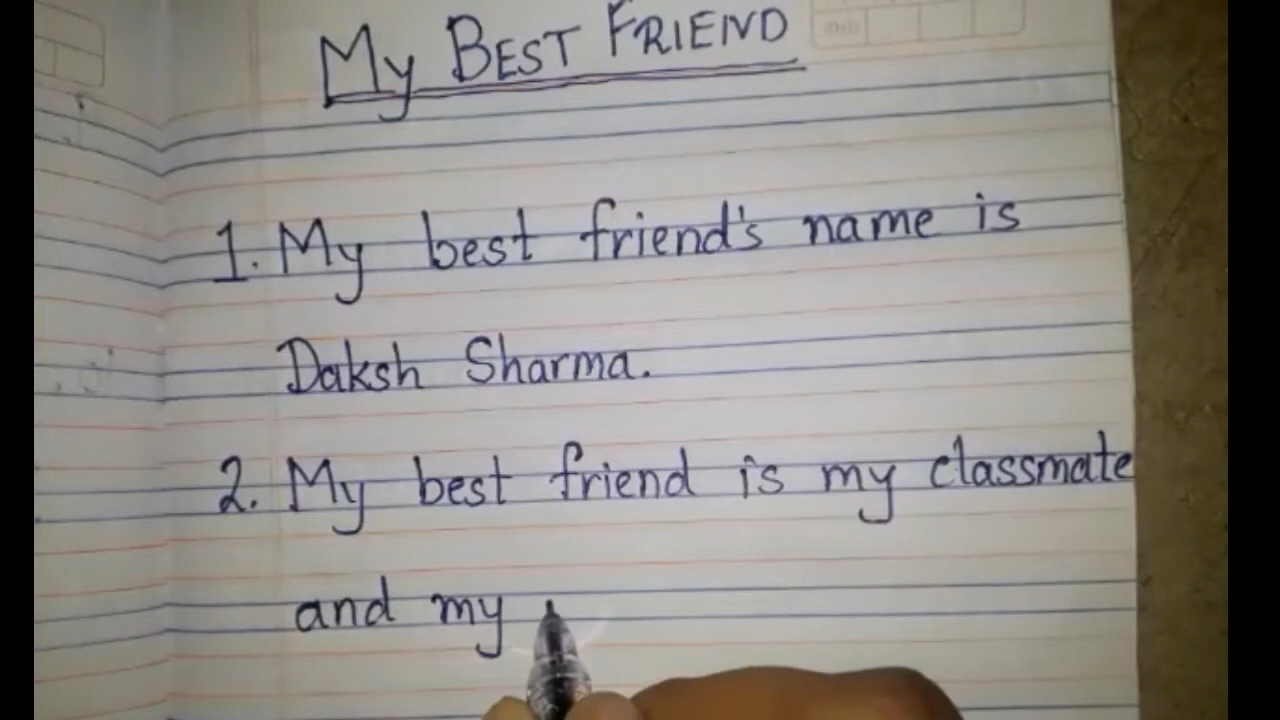 My BEST FRIEND
1. My best friend's name is
Daksh Sharma.
2. My best friend is my classmate
and my